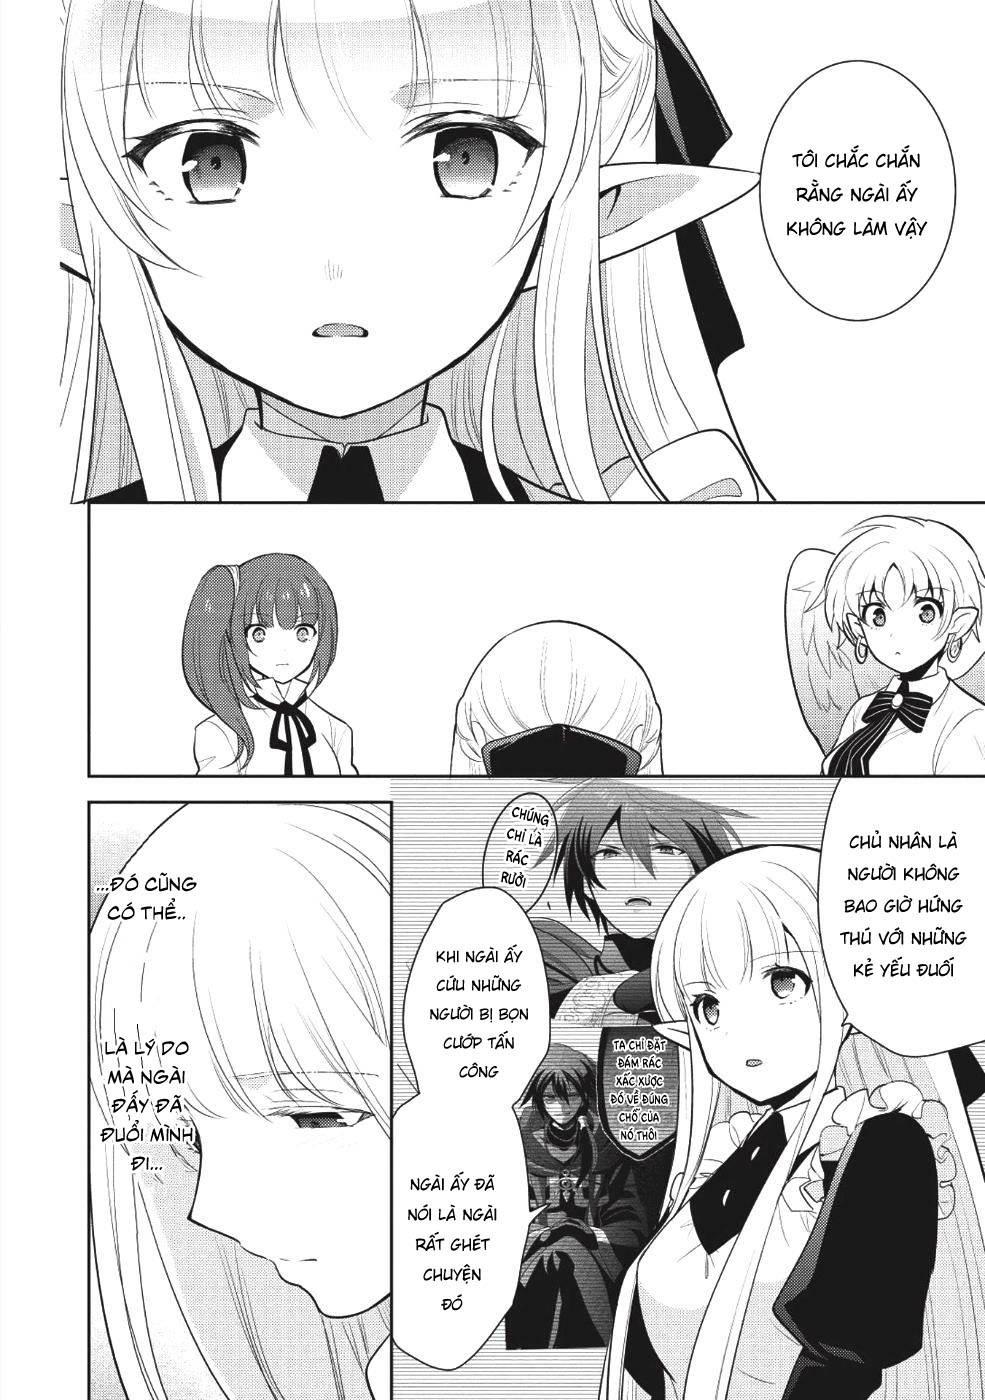 TÔI CHẮC CHẮN
RẰNG NGÀI ẤY
KHÔNG LÀM VẬY
CHỦ NHÂN LÀ
NGƯỜI KHÔNG
BAO GIỜ HỨNG
THÚ VỚI NHỮNG
KẺ YẾU ĐUỐI
CHỨNG
CHỈ LÀ
RÁC
RƯỞI
KHI NGÀI ẤY
CỨU NHỮNG
NGƯỜI BỊ BỌN
CƯỚP TẤN
CÔNG
TA CHỈ ĐẶT
ĐÁM RÁC
XẤC XƯỢC
ĐÓ VỀ ĐÚNG
CHỖ CỦA
NÓ THÔI
NGÀI ẤY ĐÃ
NÓI LÀ NGÀI
RẤT GHÉT
CHUYỆN
ĐÓ
...ĐÓ CŨNG
CÓ THỂ..
LÀ LÝ DO
MÀ NGÀI
ĐẤY ĐÃ
ĐUỔI MÌNH
ĐI...